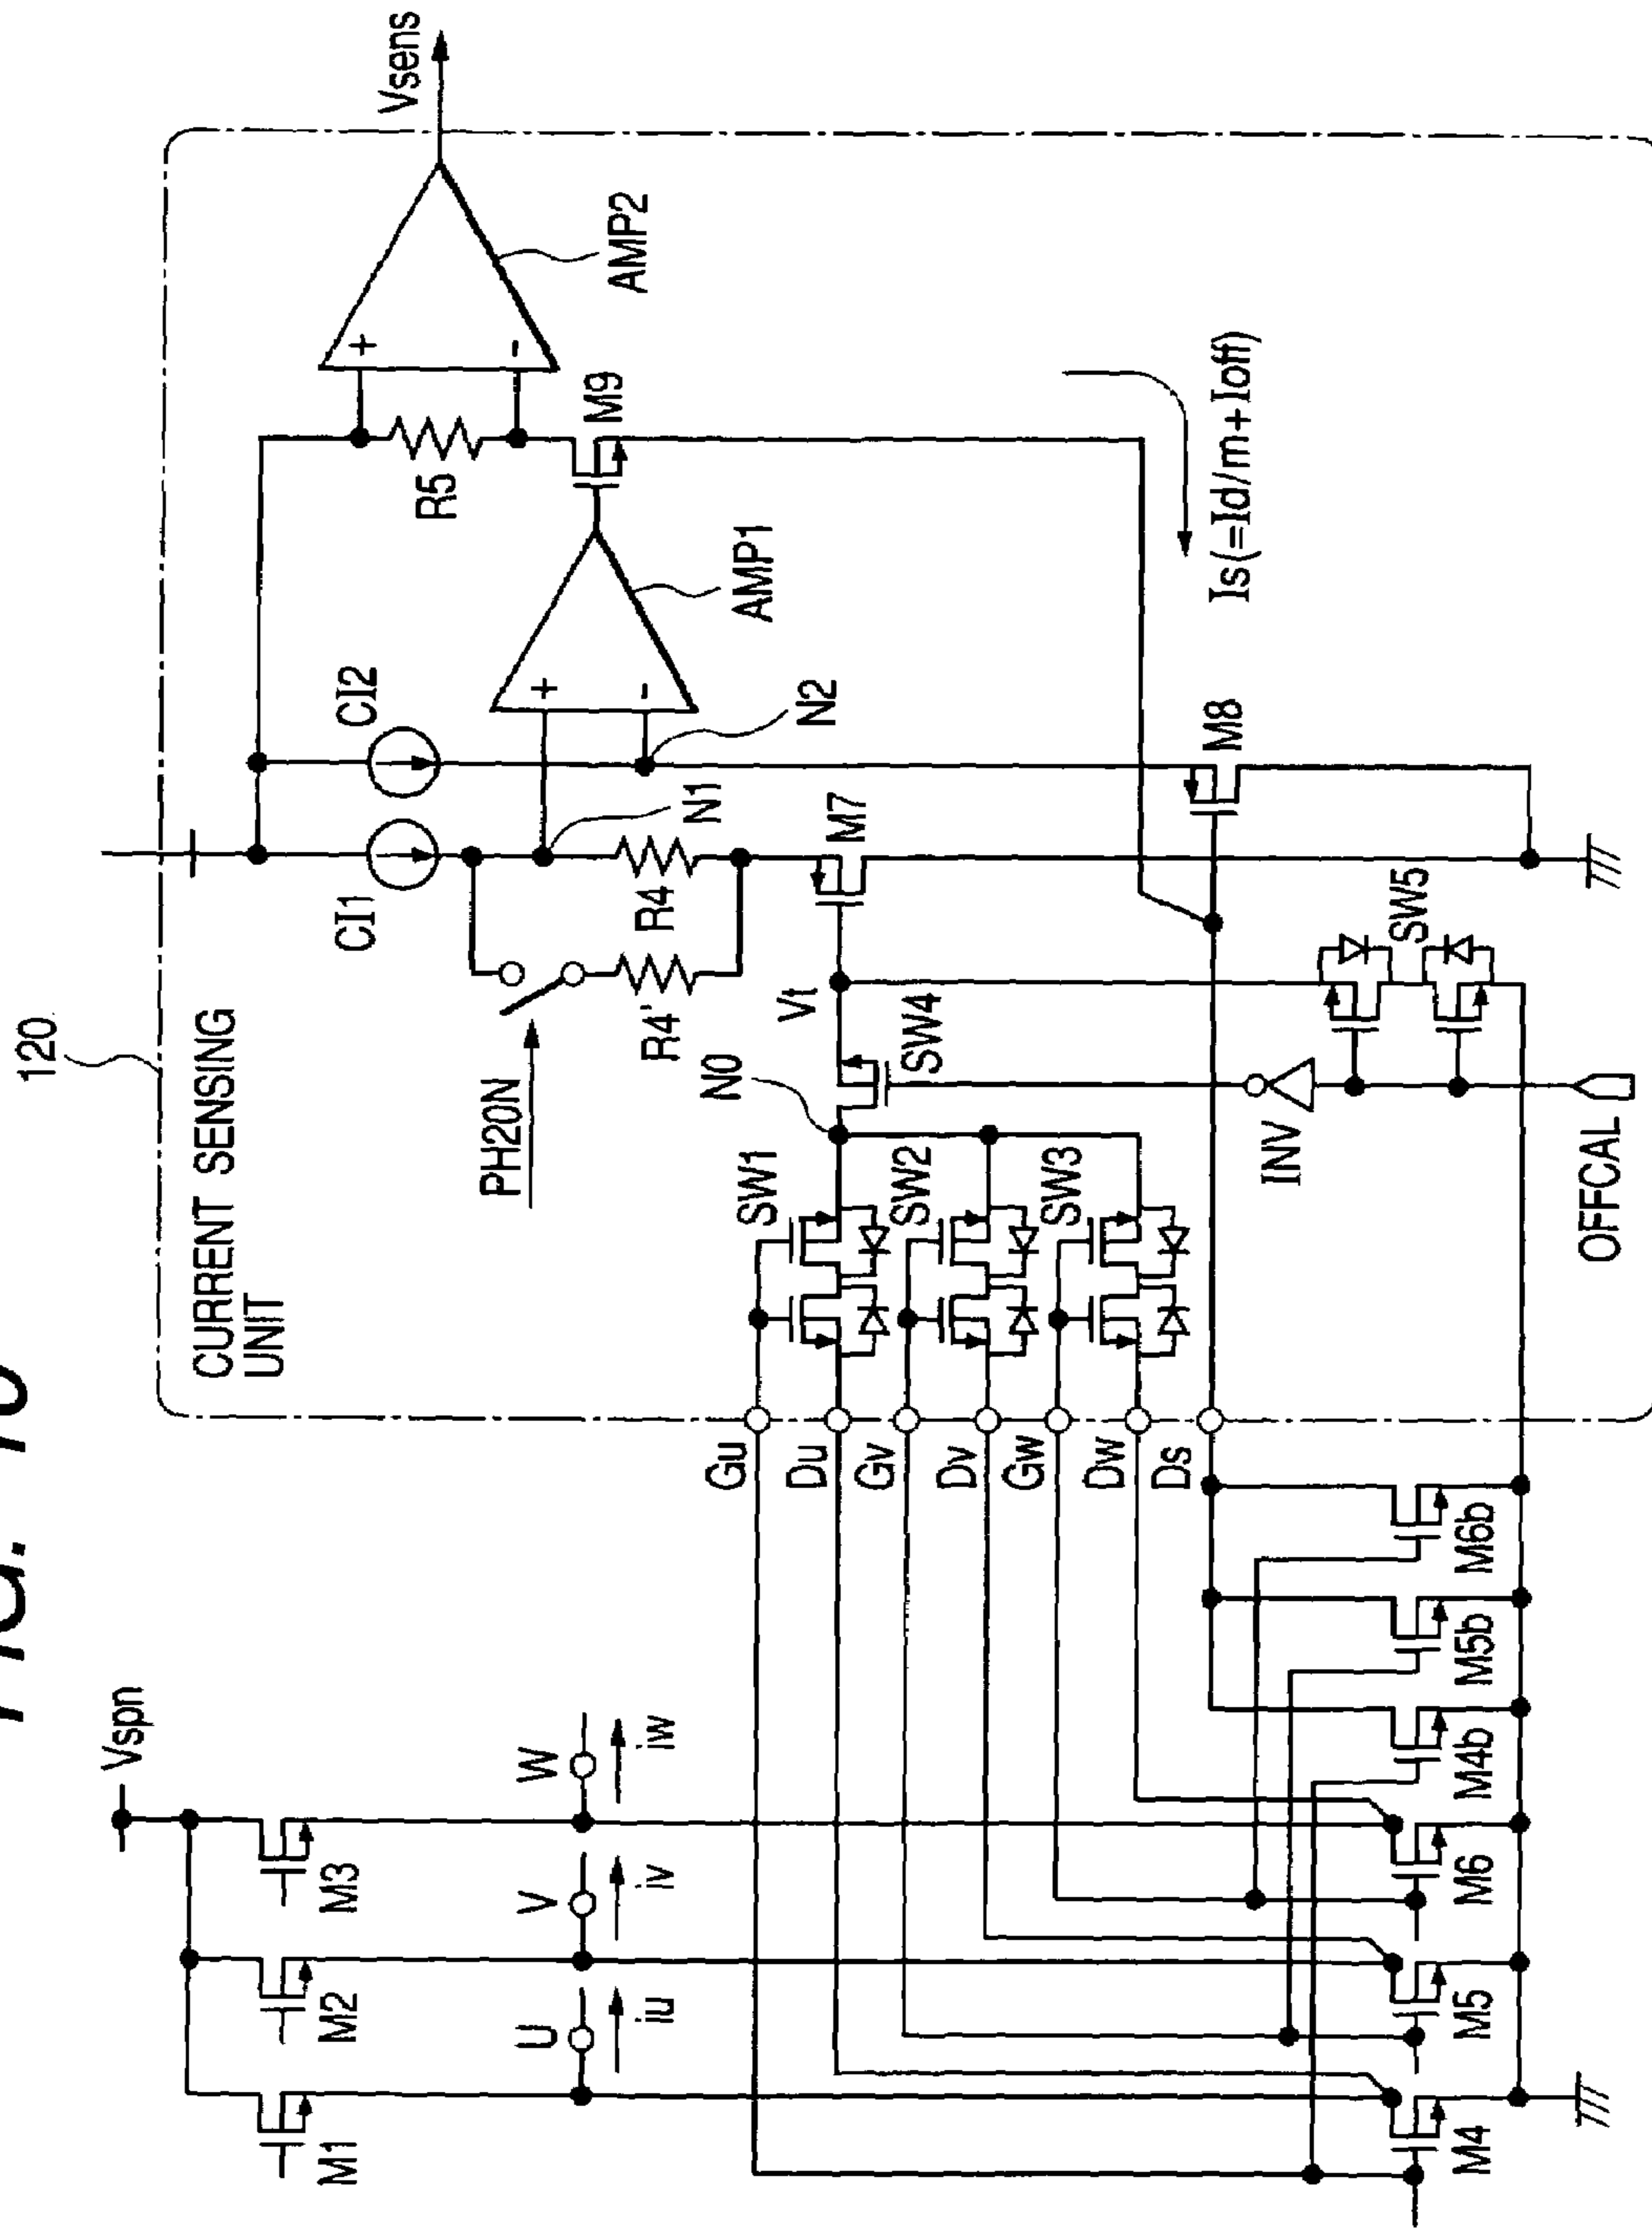 FIG. 10
120
CURRENT SENSING
UNIT
Vspn
Vsens
CI1
CI2
R5
AMP2
M9
AMP1
N1
N2
PH20N
R4'
R4
M7
Vt
N0
SW1
SW2
SW3
SW4
SW5
M8
Is(=Id/m+Ioff)
INV
OFFCAL
M1
M2
M3
U
V
W
iu
iv
iw
Gu
Du
Gv
Dv
Gw
Dw
Ds
M4
M5
M6
M4b
M5b
M6b
+
-
+
-